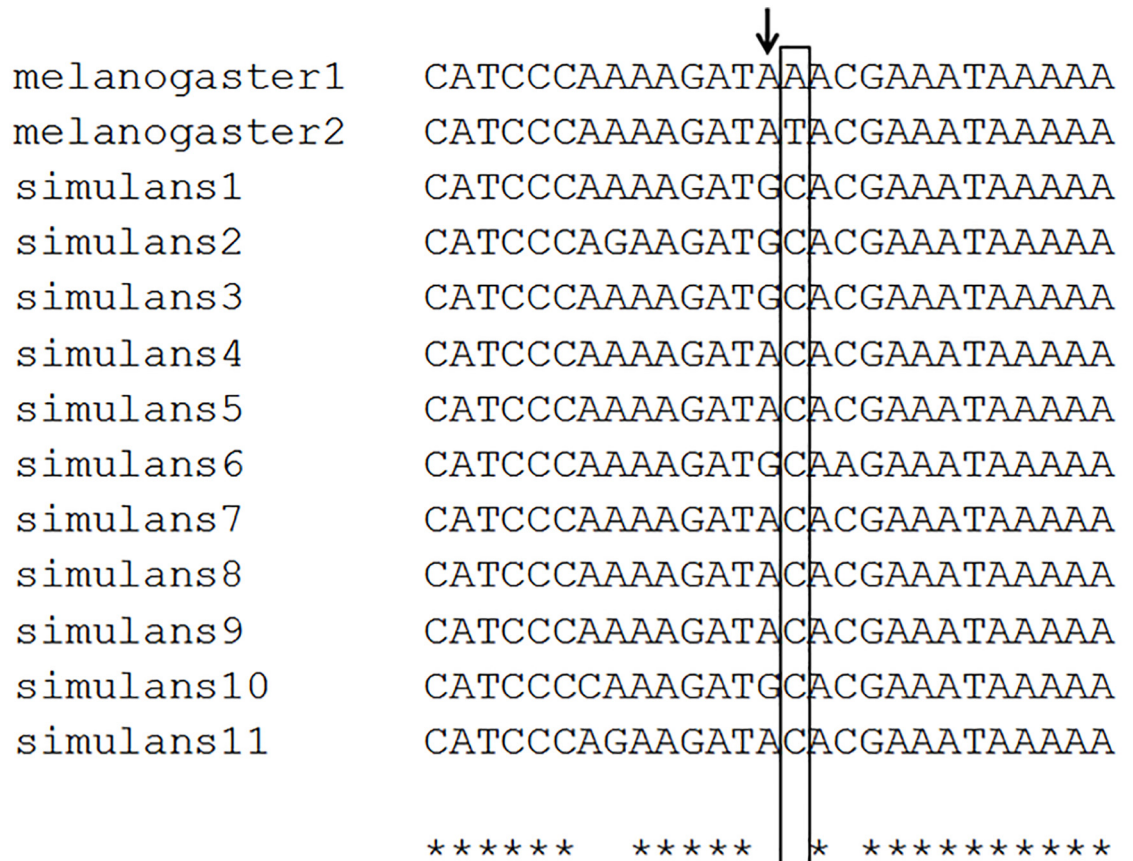 melanogaster1 CATCCCAAAAGATAAACGAAATAAAAA
melanogaster2 CATCCCAAAAGATATACGAAATAAAAA
simulans1 CATCCCAAAAGATGCACGAAATAAAAA
simulans2 CATCCCAGAAGATGCACGAAATAAAAA
simulans3 CATCCCAAAAGATGCACGAAATAAAAA
simulans4 CATCCCAAAAGATACACGAAATAAAAA
simulans5 CATCCCAAAAGATACACGAAATAAAAA
simulans6 CATCCCAAAAGATGCAAGAAATAAAAA
simulans7 CATCCCAAAAGATACACGAAATAAAAA
simulans8 CATCCCAAAAGATACACGAAATAAAAA
simulans9 CATCCCAAAAGATACACGAAATAAAAA
simulans10 CATCCCCCAAAGATGCACGAAATAAAAA
simulans11 CATCCCAGAAGATACACGAAATAAAAA
****** ***** * **********